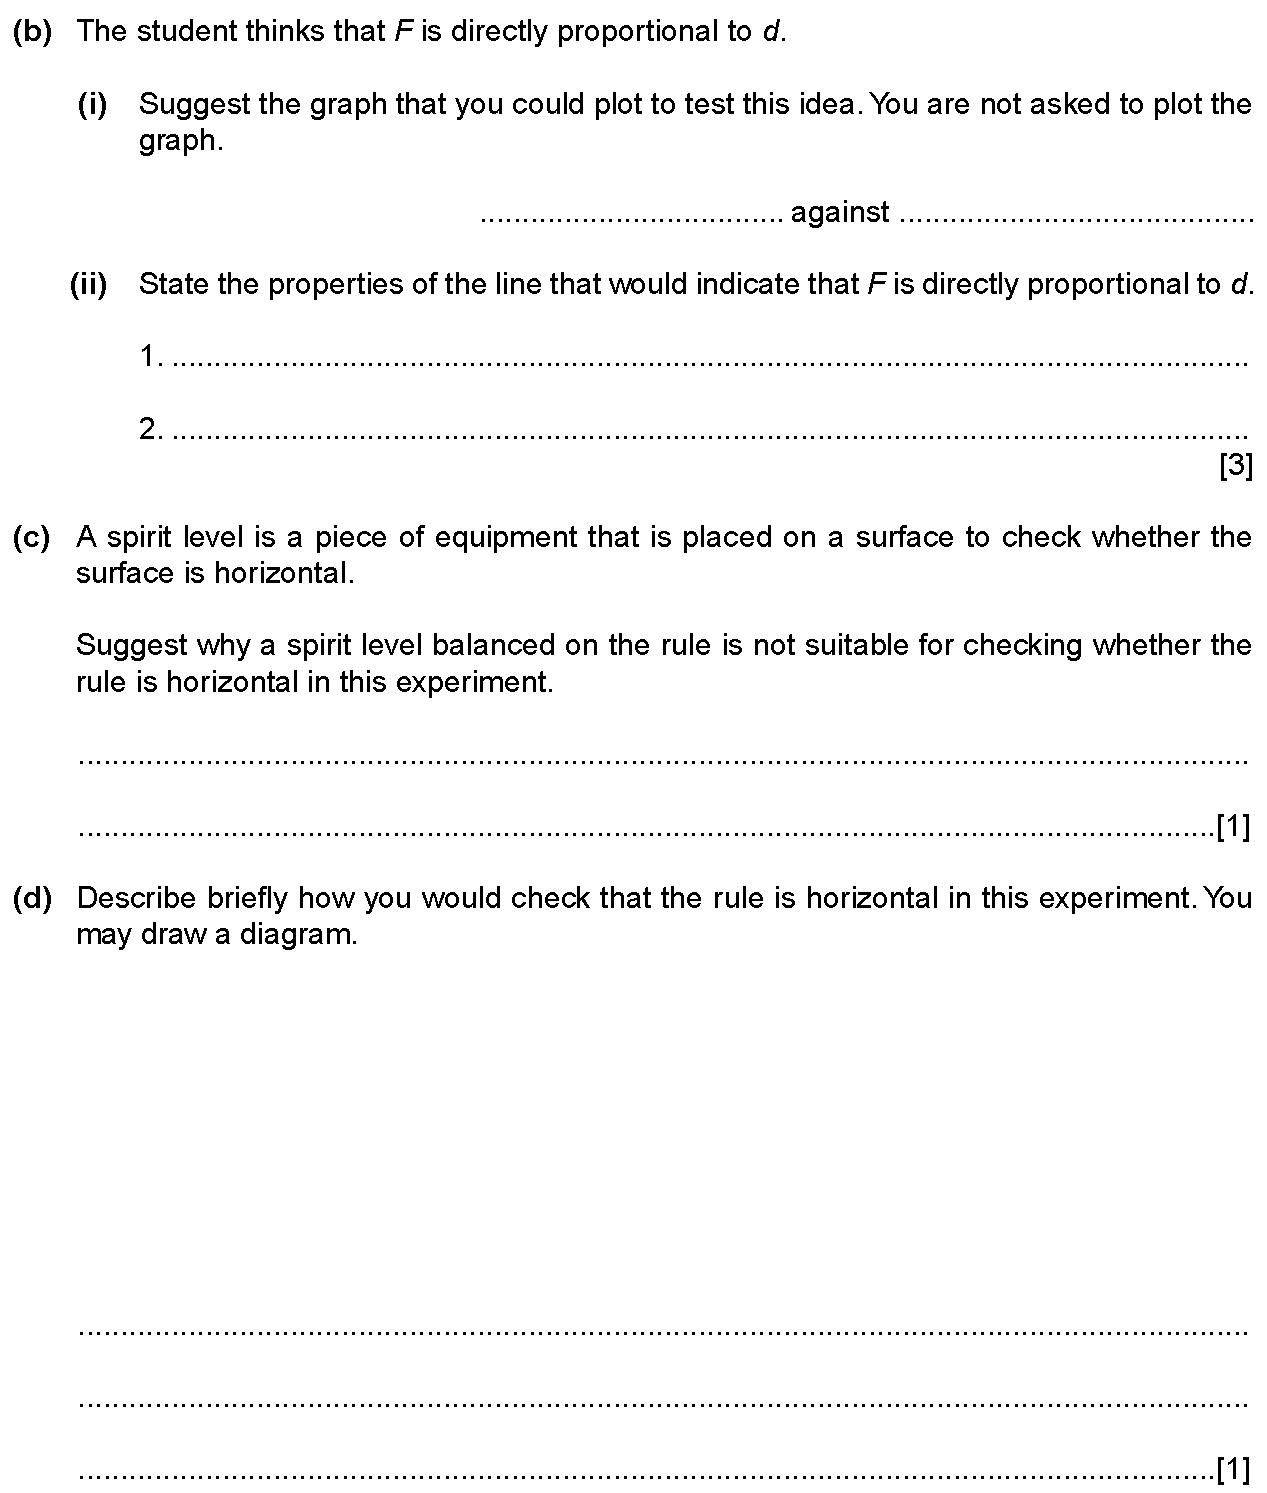 (b) The student thinks that F is directly proportional to d.
(i) Suggest the graph that you could plot to test this idea. You are not asked to plot the
graph.
.................................... against ..........................................
(ii) State the properties of the line that would indicate that F is directly proportional to d.
1. ................................................................................................................................
2. ................................................................................................................................
[3]
(c) A spirit level is a piece of equipment that is placed on a surface to check whether the
surface is horizontal.
Suggest why a spirit level balanced on the rule is not suitable for checking whether the
rule is horizontal in this experiment.
..........................................................................................................................................
......................................................................................................................................[1]
(d) Describe briefly how you would check that the rule is horizontal in this experiment. You
may draw a diagram.
..........................................................................................................................................
..........................................................................................................................................
......................................................................................................................................[1]